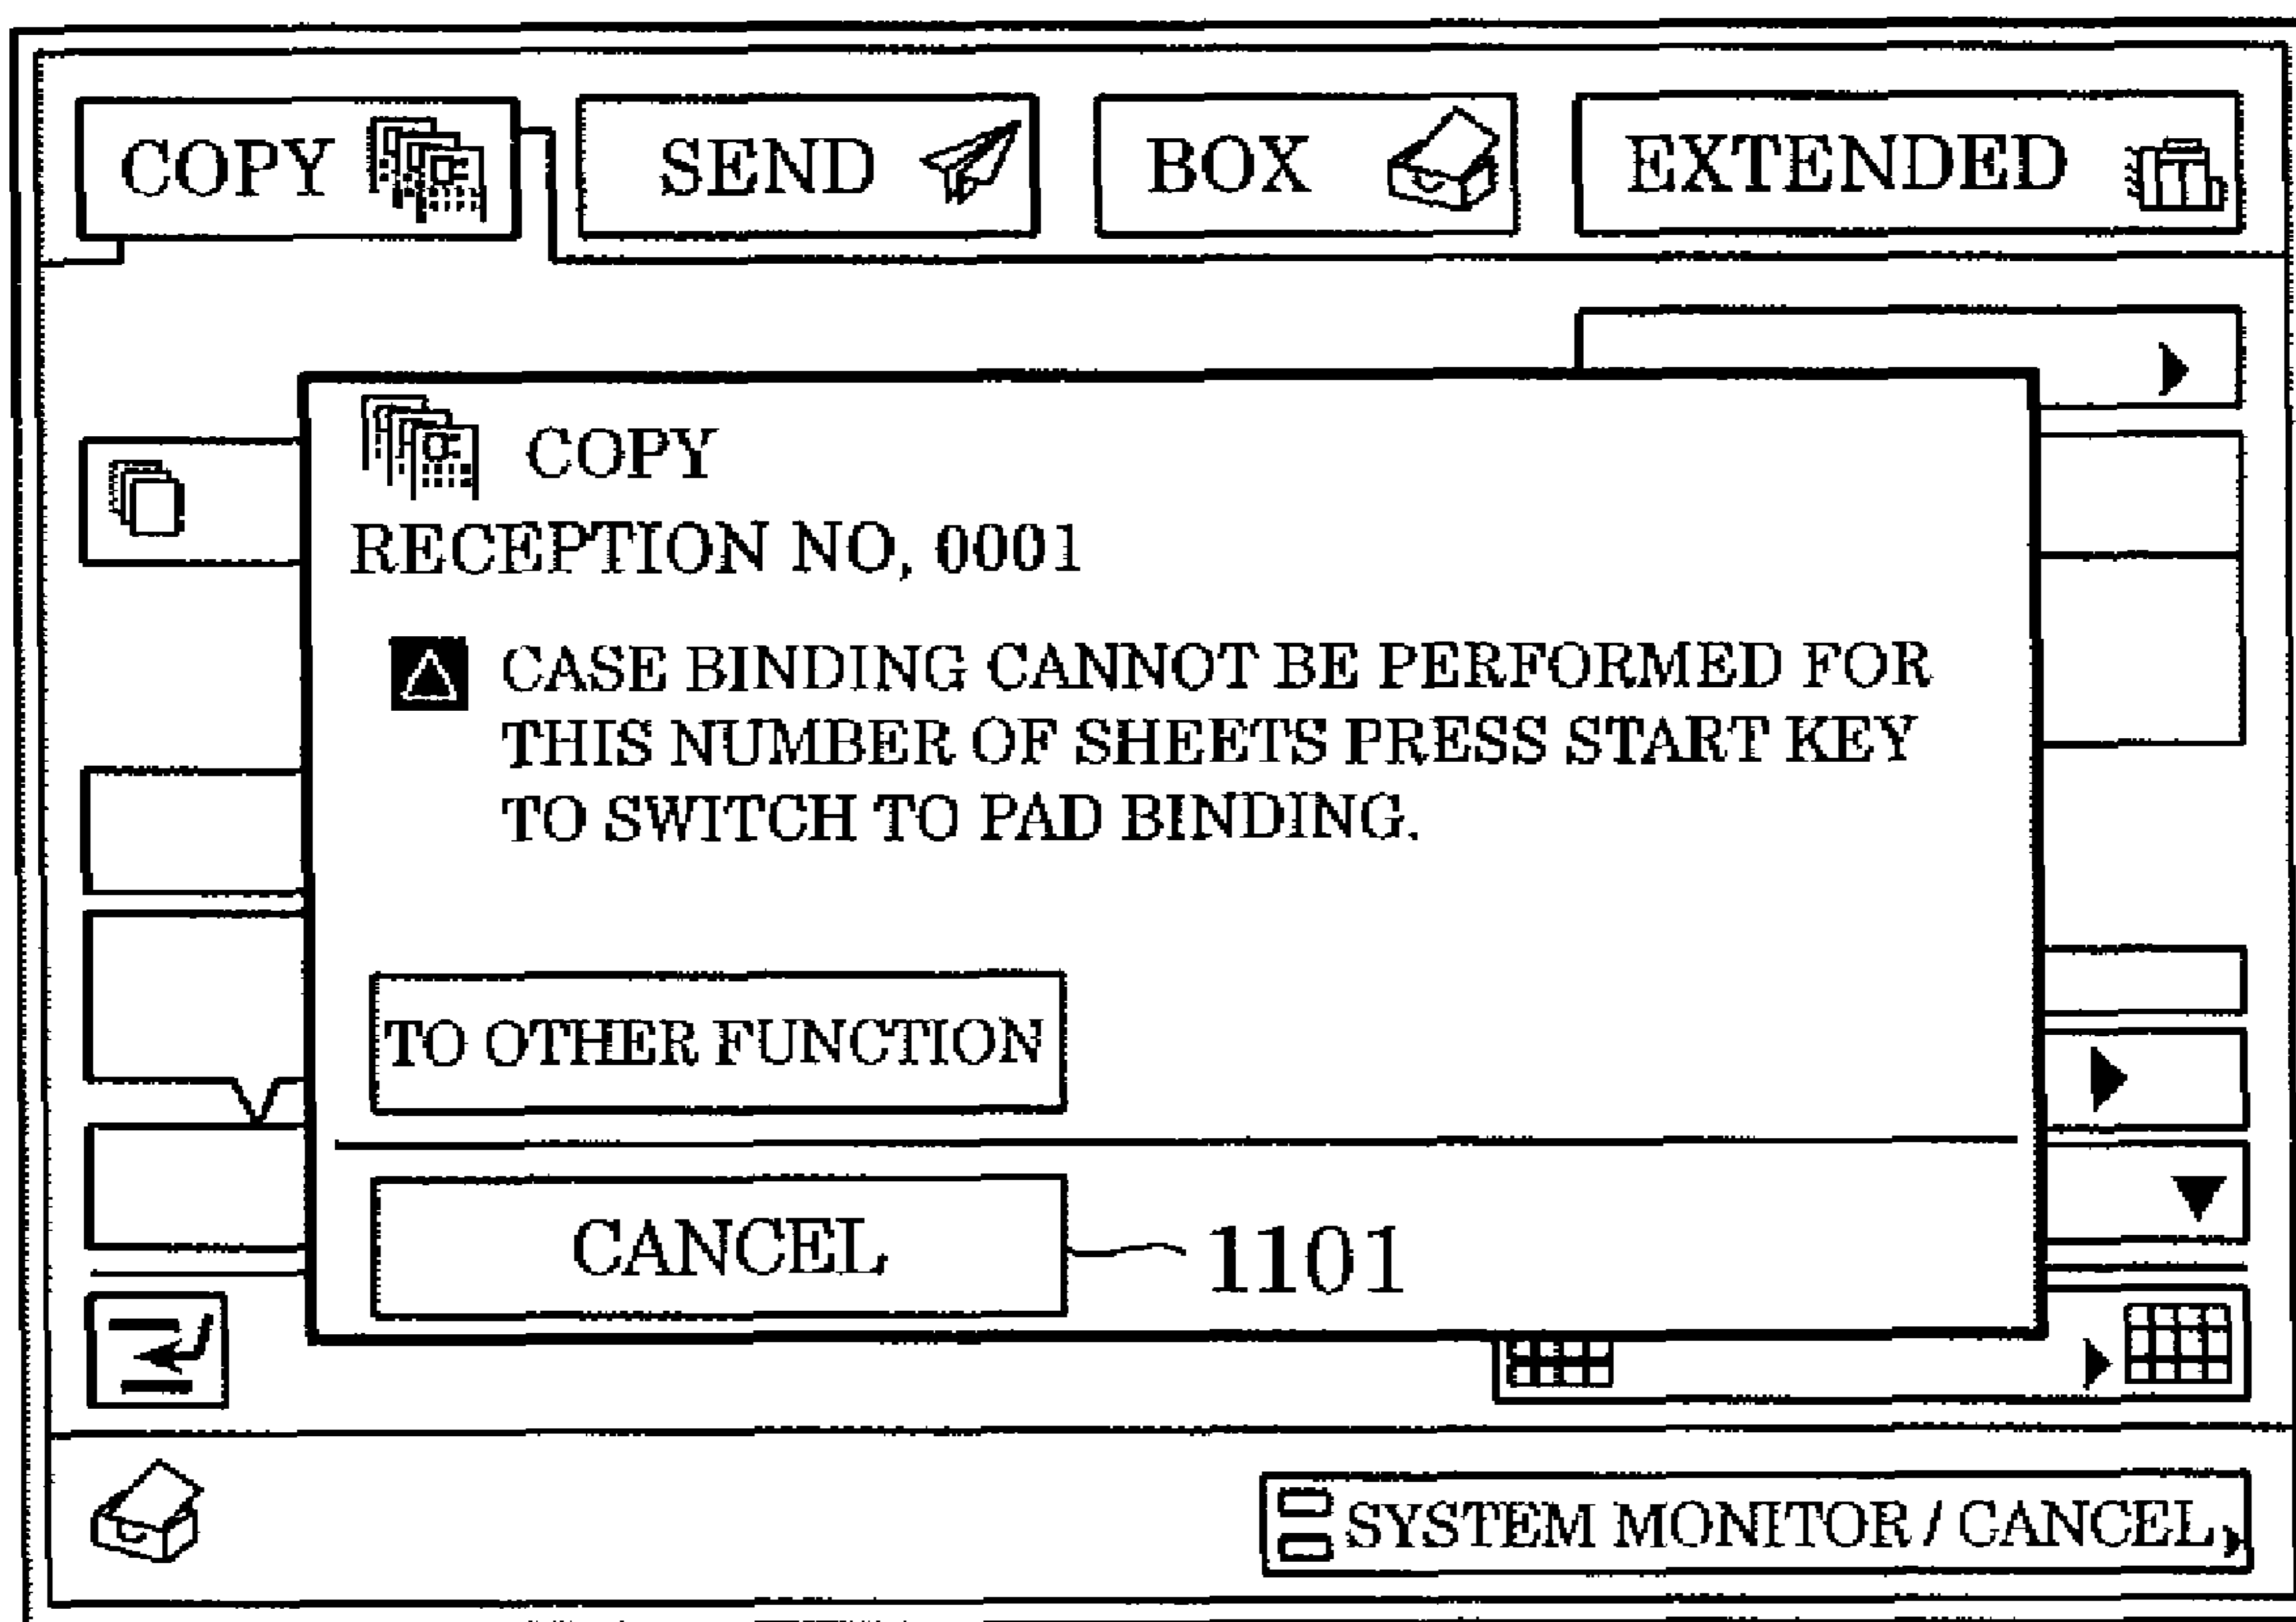 COPY
SEND
BOX
EXTENDED
COPY
RECEPTION NO, 0001
CASE BINDING CANNOT BE PERFORMED FOR
THIS NUMBER OF SHEETS PRESS START KEY
TO SWITCH TO PAD BINDING.
TO OTHER FUNCTION
CANCEL
1101
SYSTEM MONITOR / CANCEL